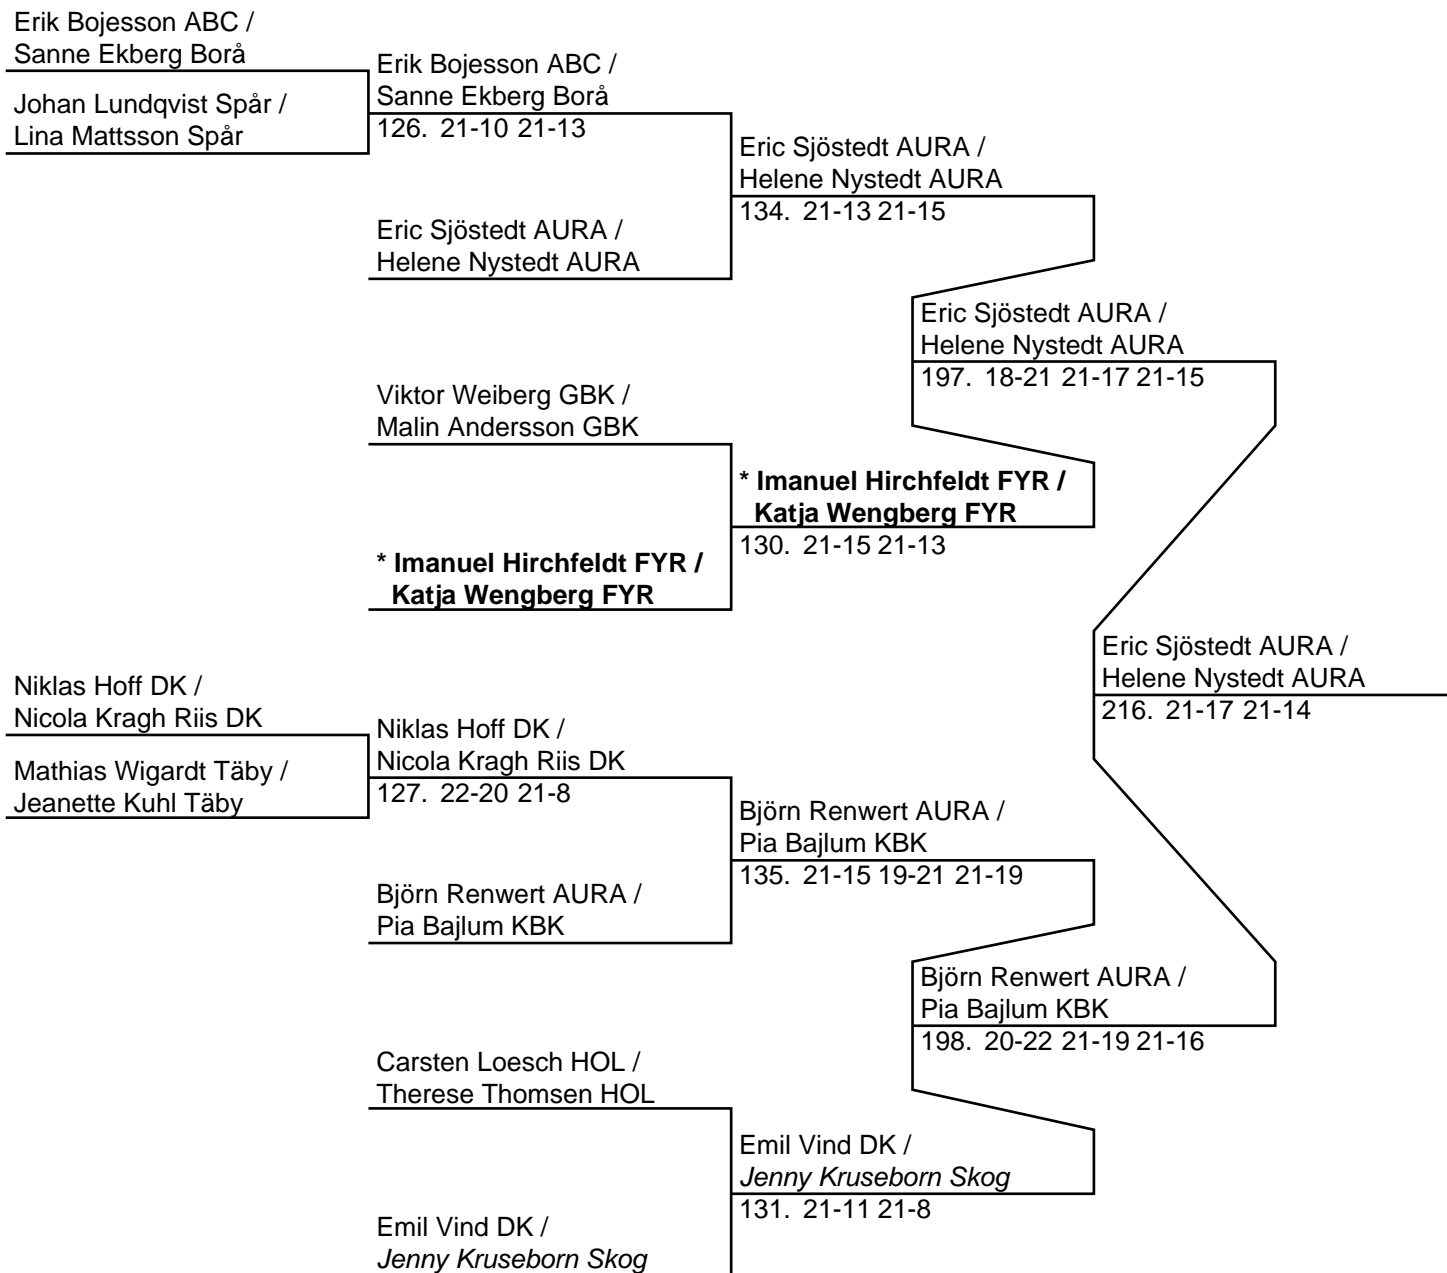 Erik Bojesson ABC /
Sanne Ekberg Borå
Johan Lundqvist Spår /
Lina Mattsson Spår
Erik Bojesson ABC /
Sanne Ekberg Borå
126. 21-10 21-13
Eric Sjöstedt AURA /
Helene Nystedt AURA
Eric Sjöstedt AURA /
Helene Nystedt AURA
134. 21-13 21-15
Viktor Weiberg GBK /
Malin Andersson GBK
* Imanuel Hirchfeldt FYR /
Katja Wengberg FYR
* Imanuel Hirchfeldt FYR /
Katja Wengberg FYR
130. 21-15 21-13
Eric Sjöstedt AURA /
Helene Nystedt AURA
197. 18-21 21-17 21-15
Niklas Hoff DK /
Nicola Kragh Riis DK
Mathias Wigardt Täby /
Jeanette Kuhl Täby
Niklas Hoff DK /
Nicola Kragh Riis DK
127. 22-20 21-8
Björn Renwert AURA /
Pia Bajlum KBK
Björn Renwert AURA /
Pia Bajlum KBK
135. 21-15 19-21 21-19
Carsten Loesch HOL /
Therese Thomsen HOL
Emil Vind DK /
Jenny Kruseborn Skog
Emil Vind DK /
Jenny Kruseborn Skog
131. 21-11 21-8
Björn Renwert AURA /
Pia Bajlum KBK
198. 20-22 21-19 21-16
Eric Sjöstedt AURA /
Helene Nystedt AURA
216. 21-17 21-14